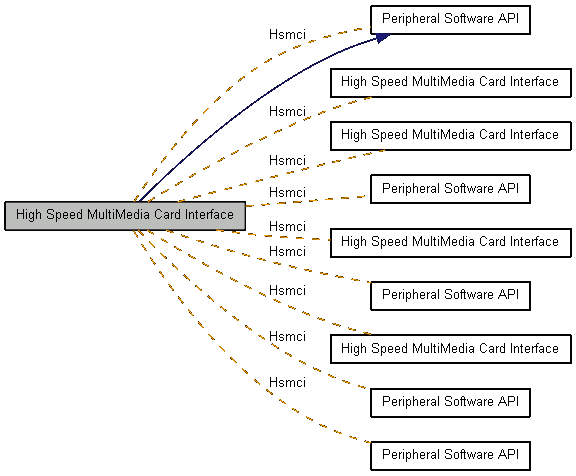 Peripheral Software API
Hsmci
High Speed MultiMedia Card Interface
Hsmci
High Speed MultiMedia Card Interface
Hsmci
Peripheral Software API
Hsmci
High Speed MultiMedia Card Interface
Hsmci
High Speed MultiMedia Card Interface
Hsmci
Peripheral Software API
Hsmci
High Speed MultiMedia Card Interface
Hsmci
Peripheral Software API
Hsmci
Peripheral Software API